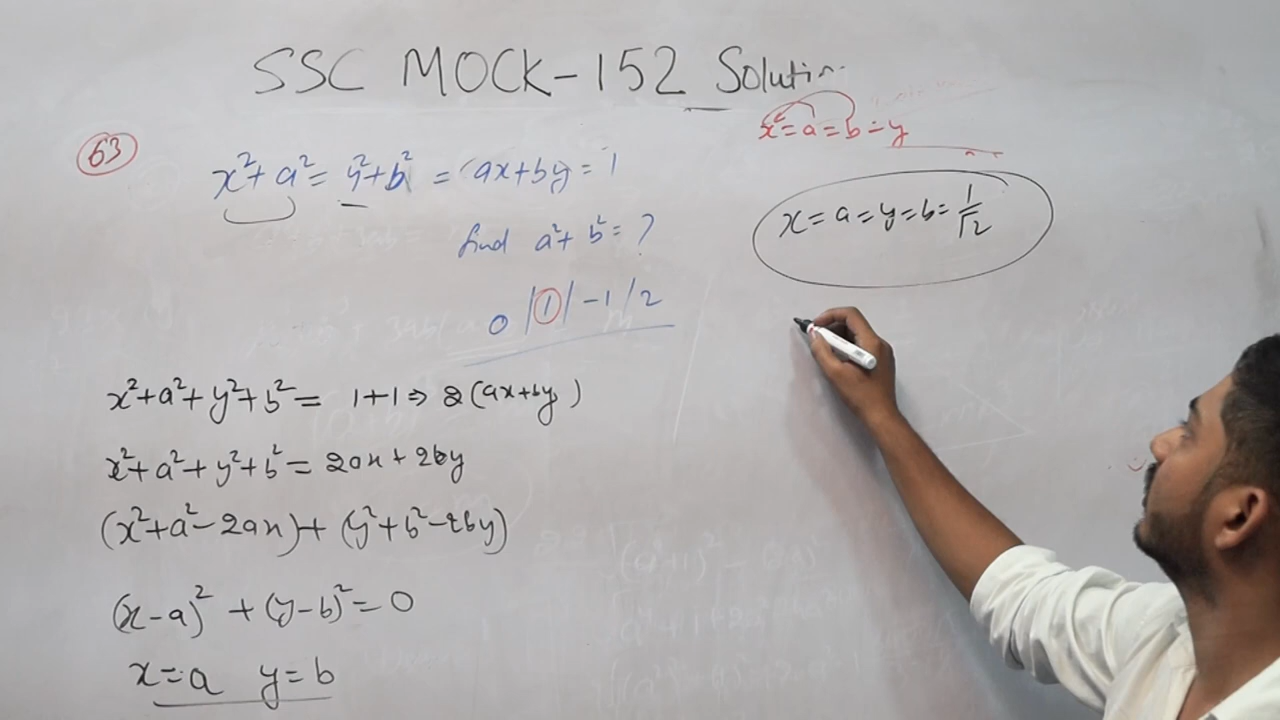 SSC MOCK-152 Solution
63
x²+a²= y²+b² = ax+by=1
find a²+b²=?
0/1/-1/2
x²+a²+y²+b²= 1+1⇒2(ax+by)
x²+a²+y²+b²=2ax+2by
(x²+a²-2ax)+(y²+b²-2by)
(x-a)²+(y-b)²=0
x=a y=b
x²=a=b=y
x=a=y=b=1/√2